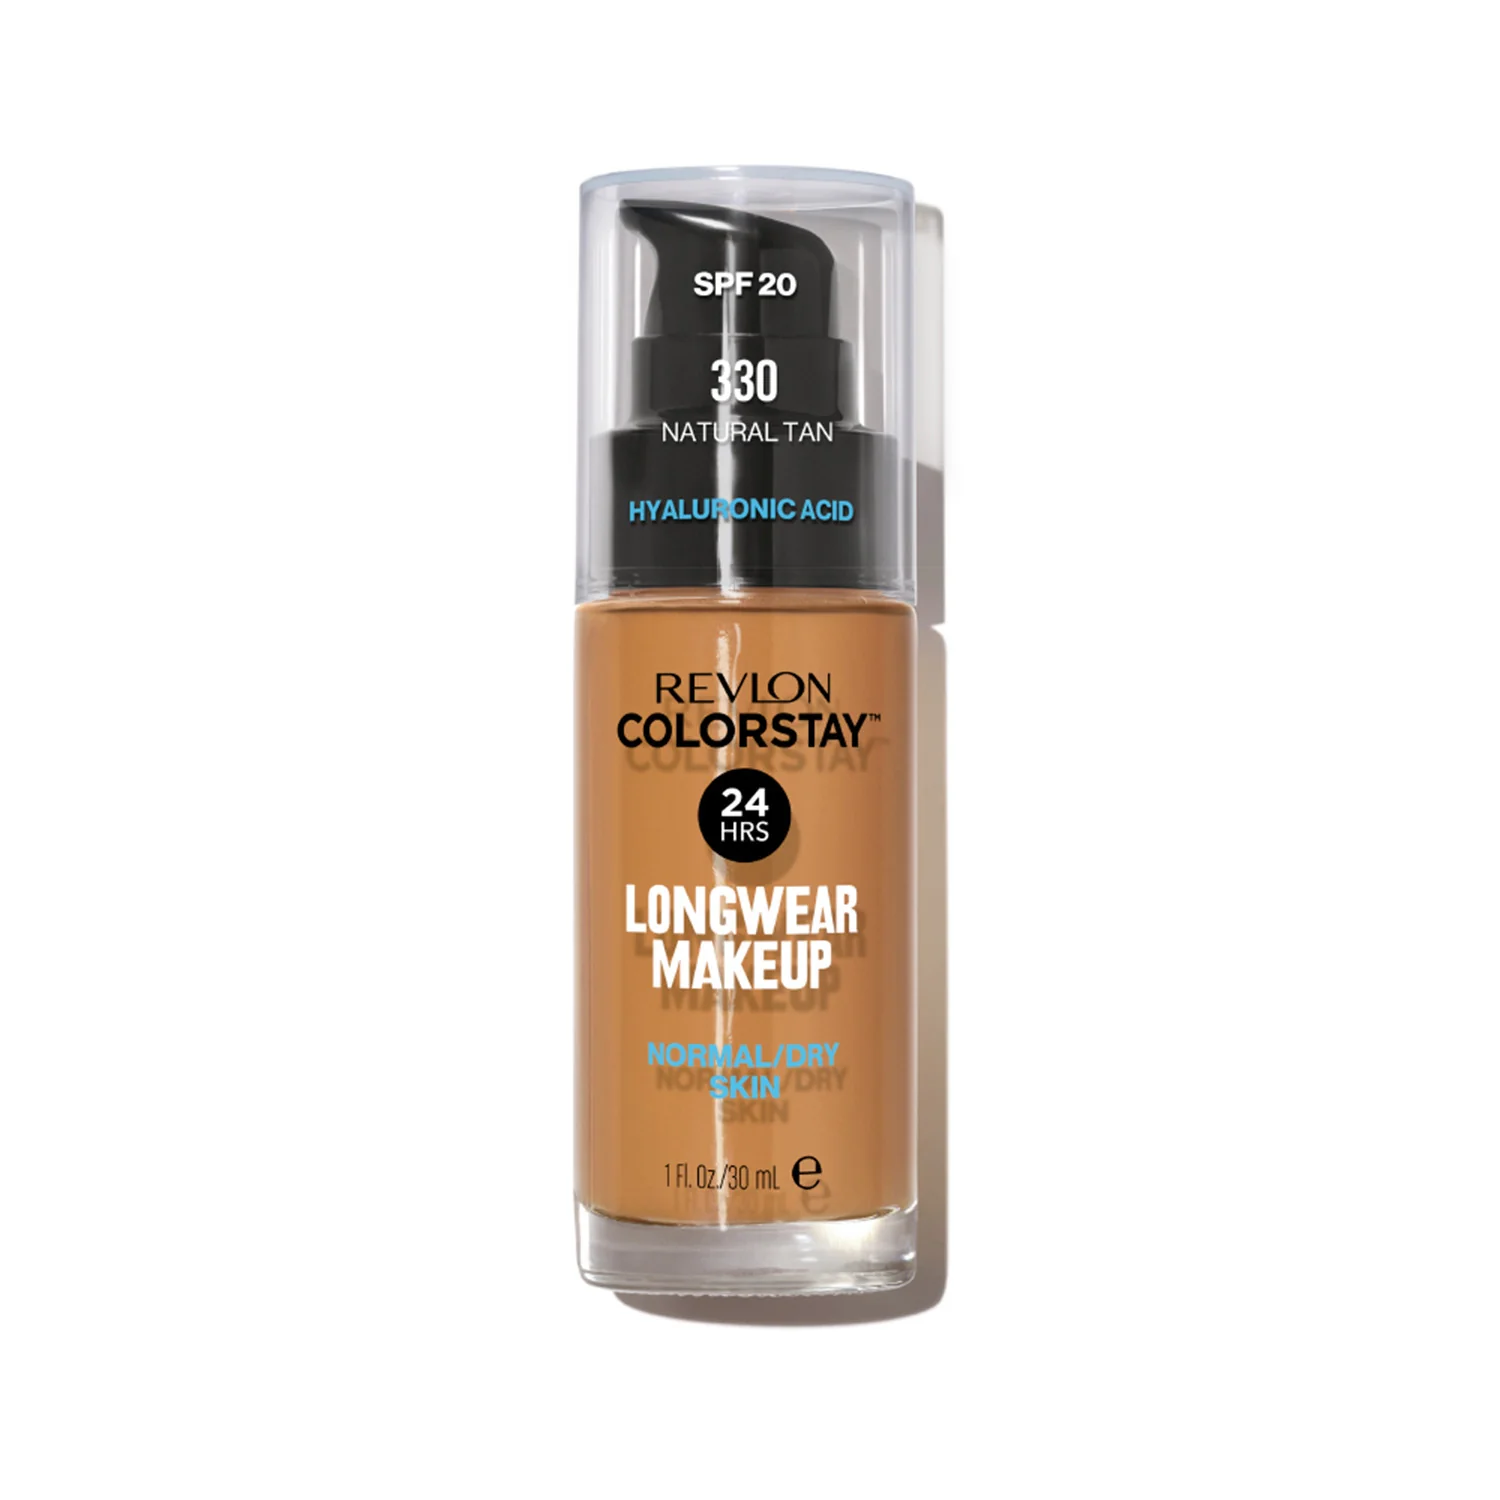 SPF 20
330
NATURAL TAN
HYALURONIC ACID
REVLON
COLORSTAY™
24
HRS
LONGWEAR
MAKEUP
NORMAL/DRY
SKIN
1 Fl. Oz./30 mL ℮